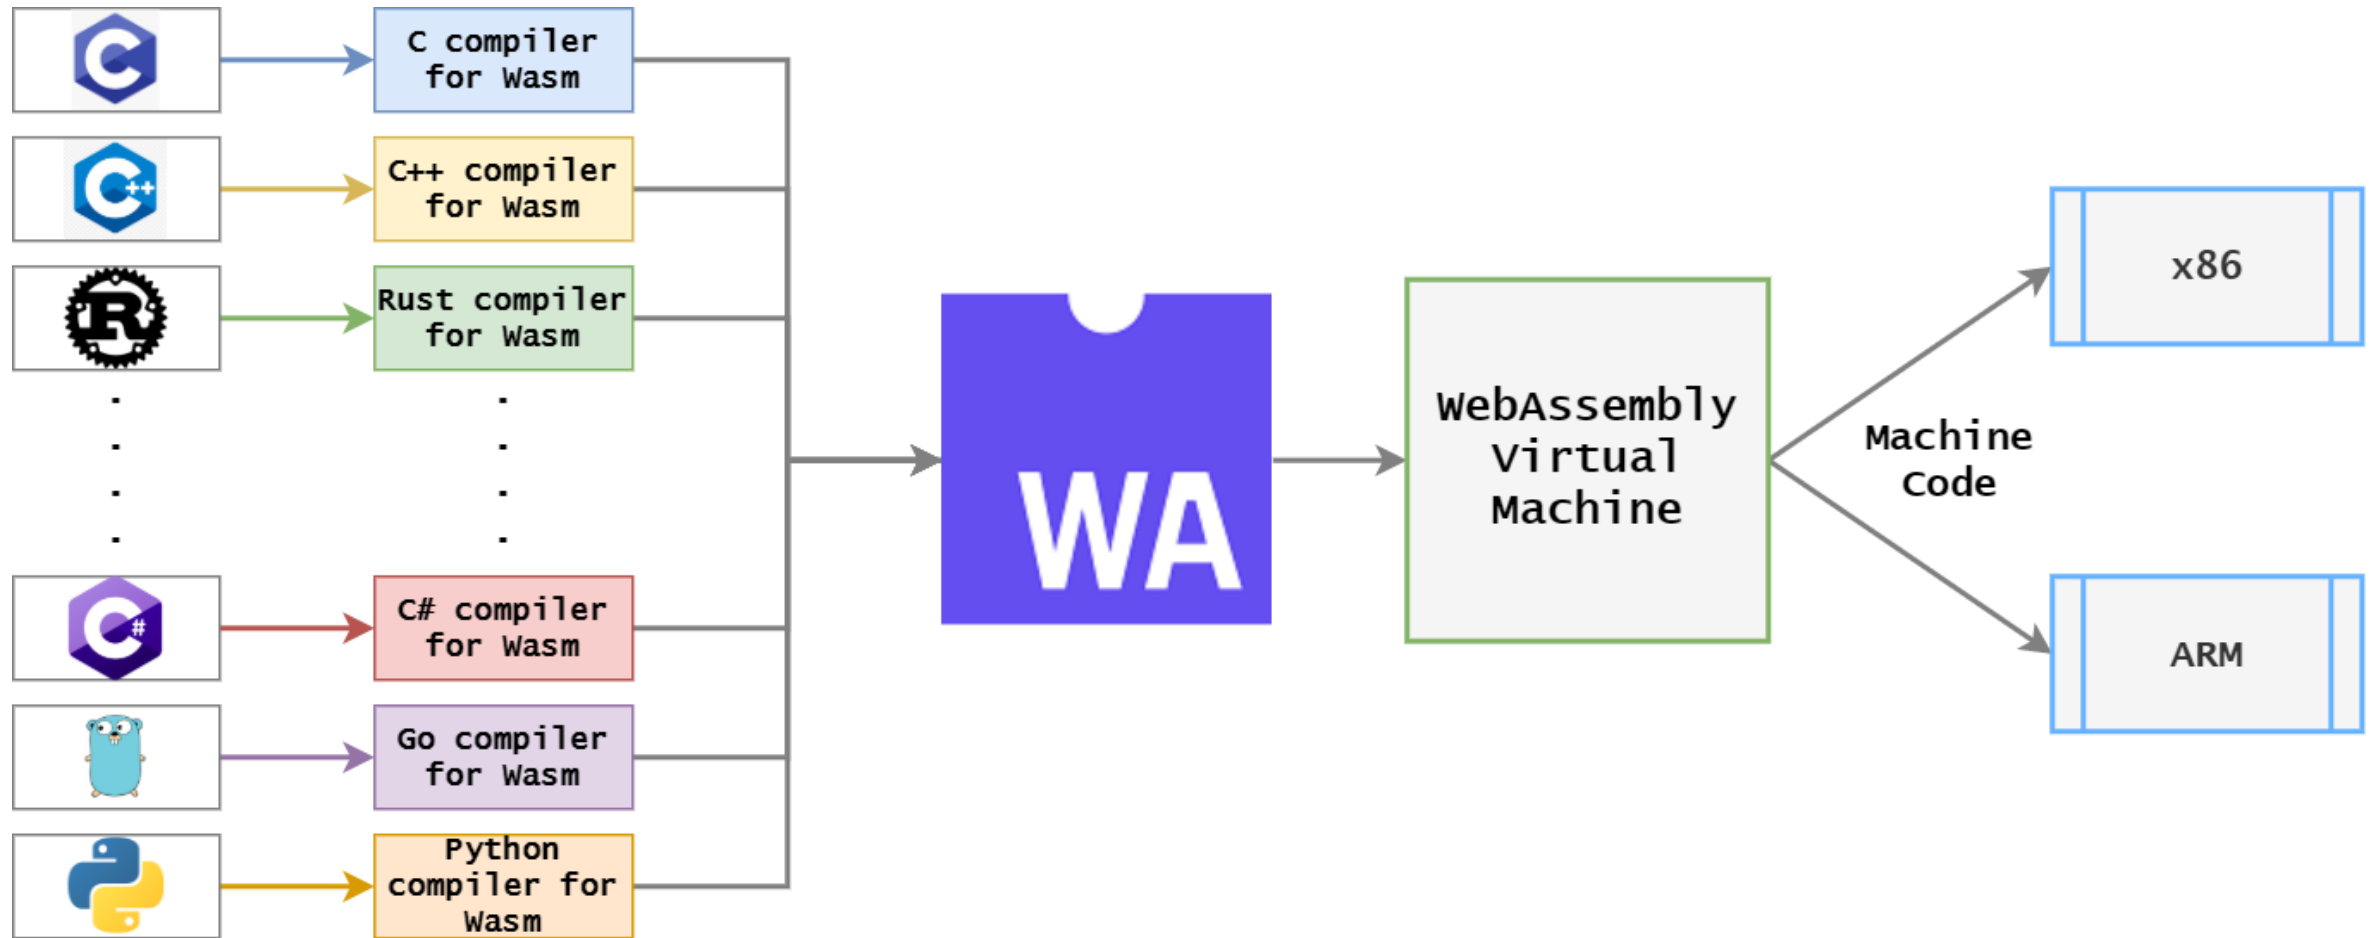 C
C compiler
for Wasm
C++
C++ compiler
for Wasm
R
Rust compiler
for Wasm
C#
C# compiler
for Wasm
Go compiler
for Wasm
Python
compiler for
Wasm
WA
WebAssembly
Virtual
Machine
Machine
Code
x86
ARM